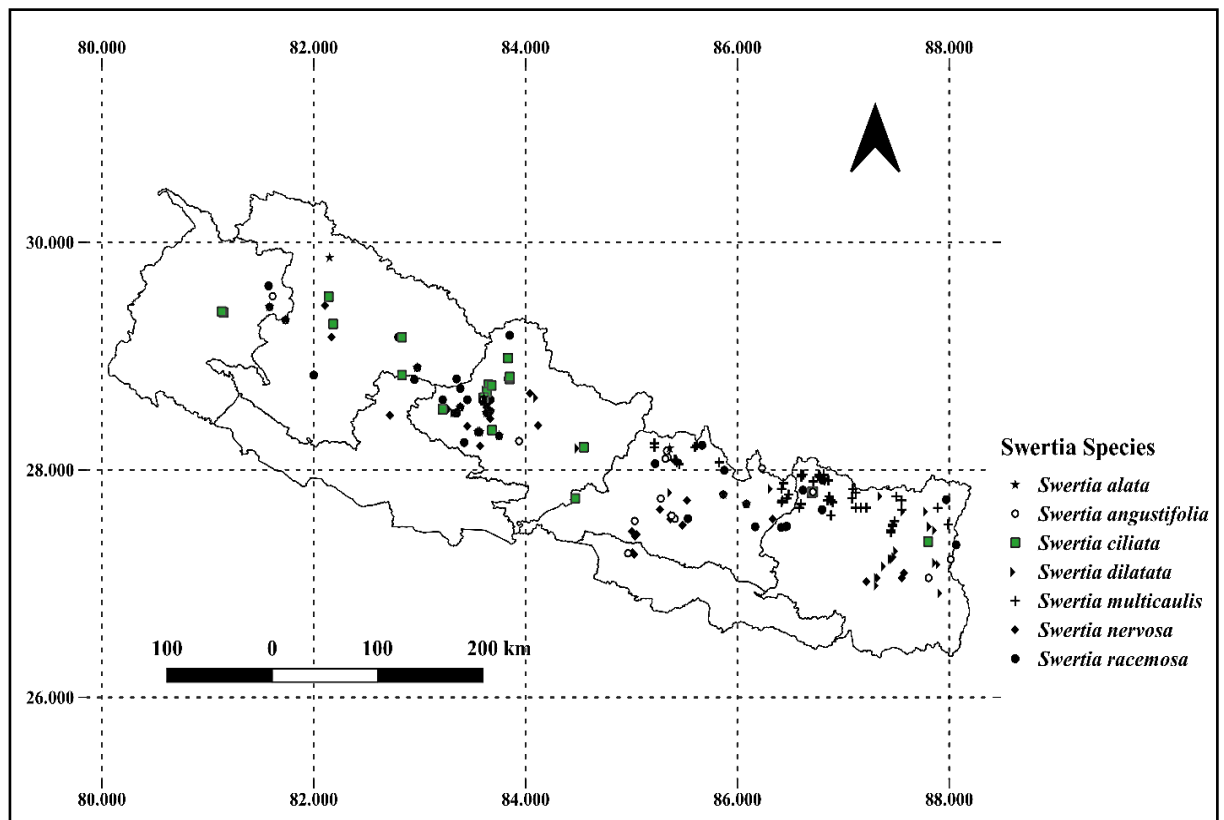 80.000 82.000 84.000 86.000 88.000
30.000
28.000
26.000
Swertia Species
Swertia alata
Swertia angustifolia
Swertia ciliata
Swertia dilatata
Swertia multicaulis
Swertia nervosa
Swertia racemosa
100 0 100 200 km
80.000 82.000 84.000 86.000 88.000